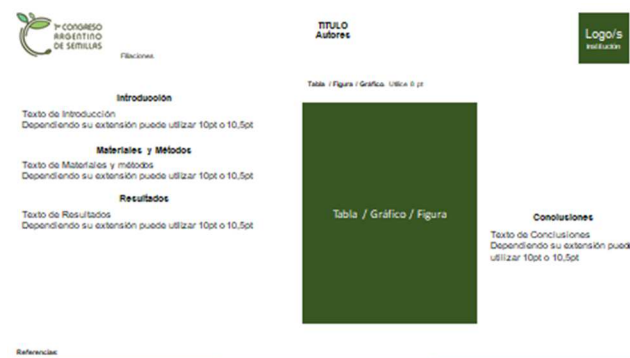 1er CONGRESO
ARGENTINO
DE SEMILLAS
TITULO
Autores
Logo/s
Institución
Filiaciones
Introducción
Texto de Introducción
Dependiendo su extensión puede utilizar 10pt o 10,5pt
Materiales y Métodos
Texto de Materiales y métodos
Dependiendo su extensión puede utilizar 10pt o 10,5pt
Resultados
Texto de Resultados
Dependiendo su extensión puede utilizar 10pt o 10,5pt
Tabla / Figura / Gráfico. Utilice 8 pt
Tabla / Gráfico / Figura
Conclusiones
Texto de Conclusiones
Dependiendo su extensión pued
utilizar 10pt o 10,5pt
Referencias: